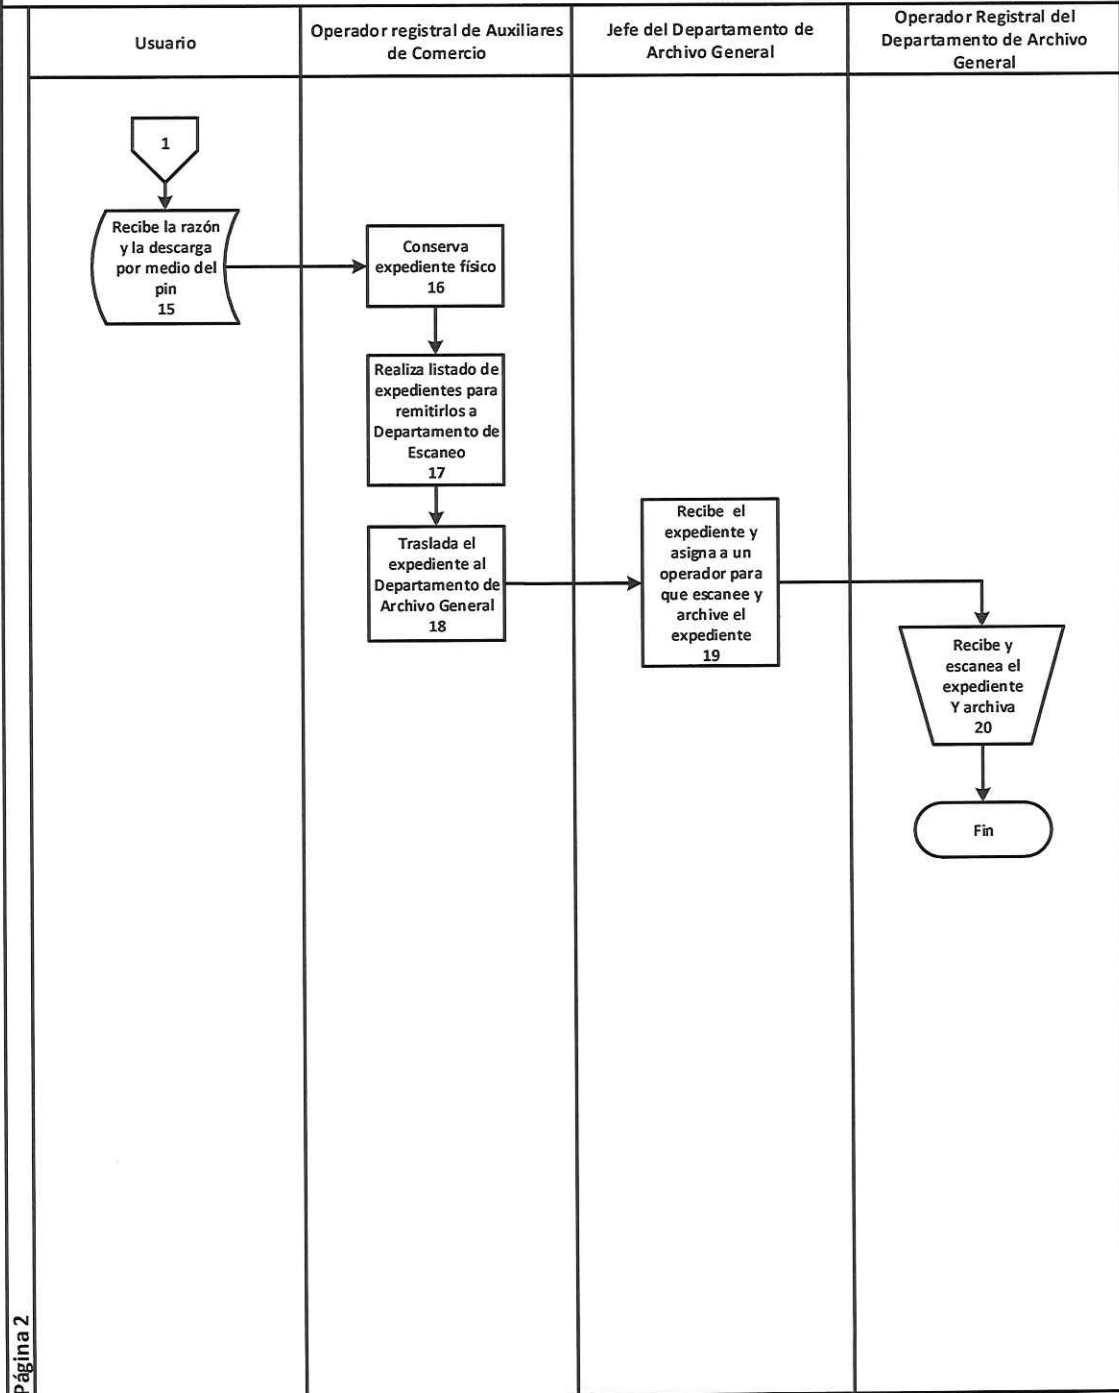 Usuario
Operador registral de Auxiliares
de Comercio
Jefe del Departamento de
Archivo General
Operador Registral del
Departamento de Archivo
General
1
Recibe la razón
y la descarga
por medio del
pin
15
Conserva
expediente físico
16
Realiza listado de
expedientes para
remitirlos a
Departamento de
Escaneo
17
Traslada el
expediente al
Departamento de
Archivo General
18
Recibe el
expediente y
asigna a un
operador para
que escanee y
archive el
expediente
19
Recibe y
escanea el
expediente
Y archiva
20
Fin
Página 2